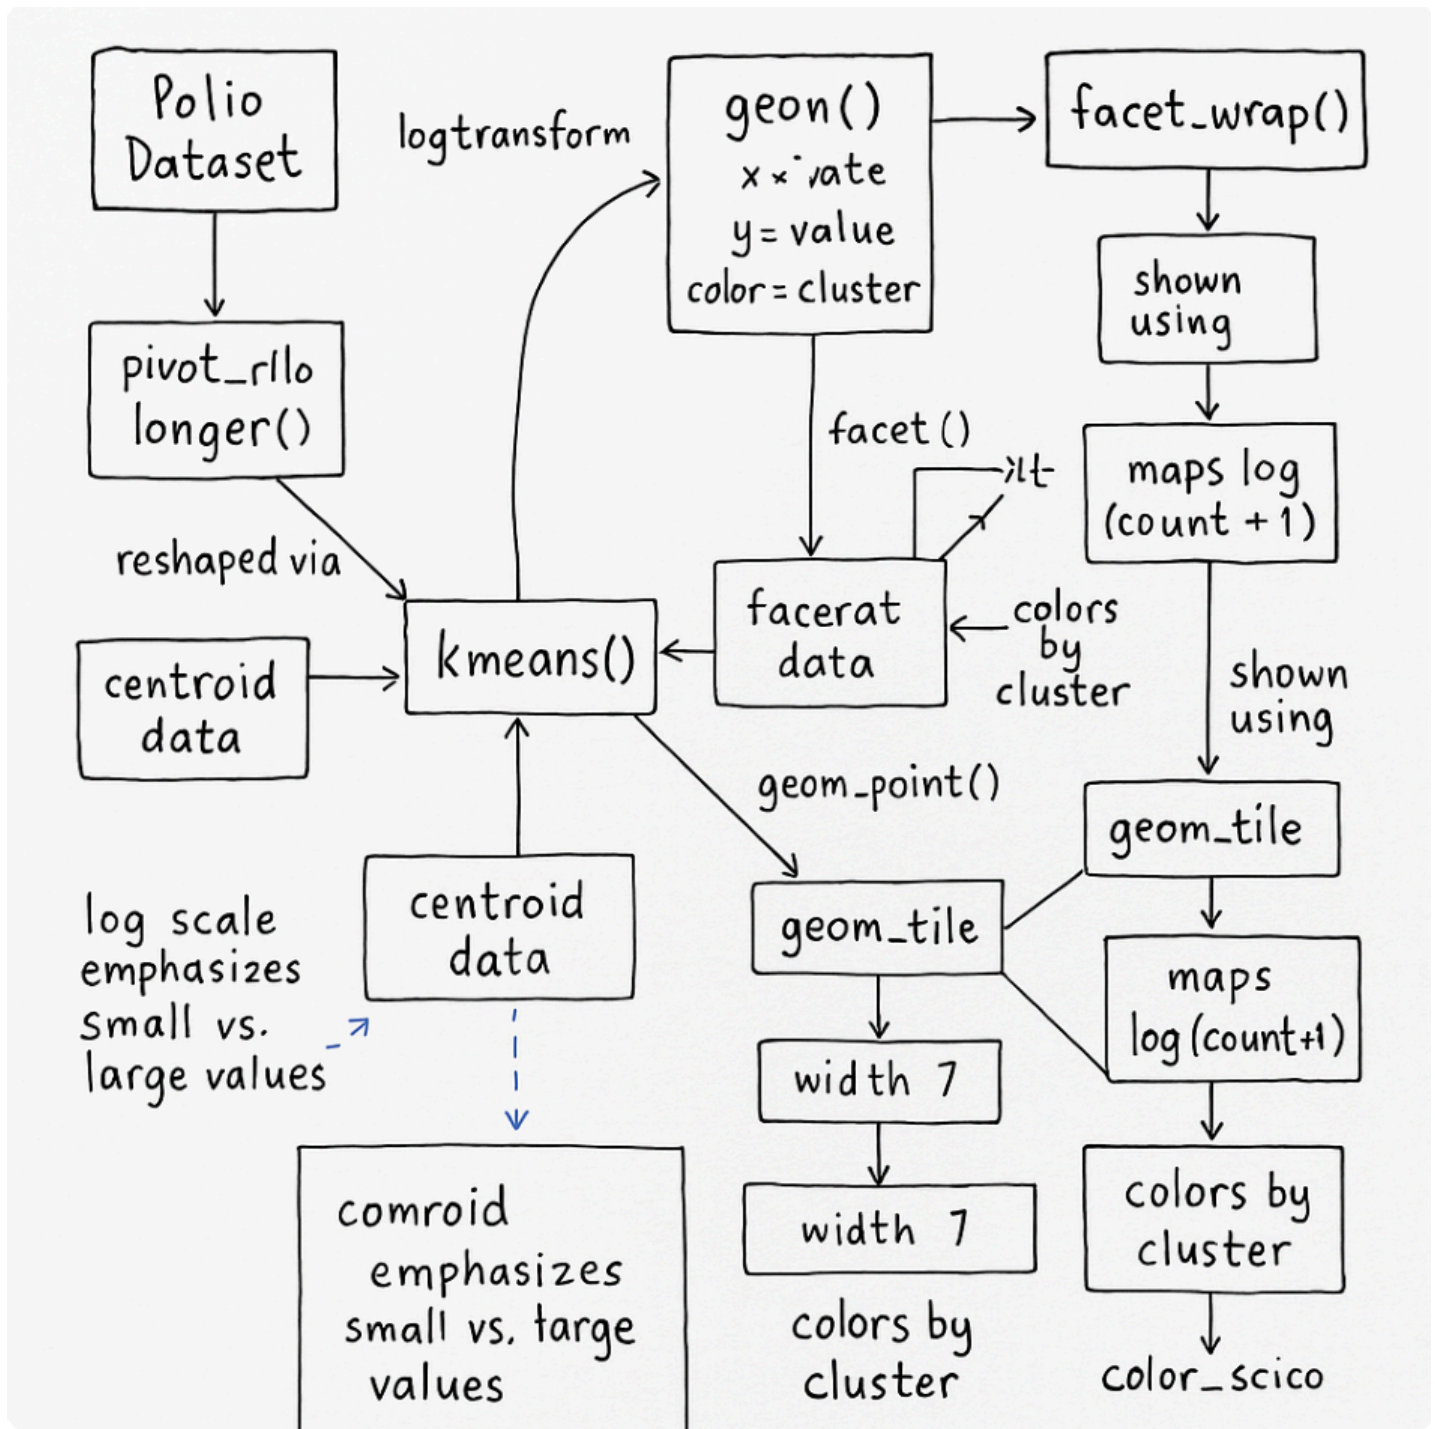 Polio
Dataset
logtransform
geon()
y = value
color = cluster
facet_wrap()
shown
using
pivot_rllo
longer()
facet ()
maps log
(count + 1)
reshaped via
kmeans()
facerat
data
colors
by
cluster
centroid
data
shown
using
geom_point()
geom_tile
centroid
data
geom_tile
log scale
emphasizes
small vs.
large values
maps
log (count+1)
width 7
width 7
colors by
cluster
comroid
emphasizes
small vs. targe
values
colors by
cluster
color_scico